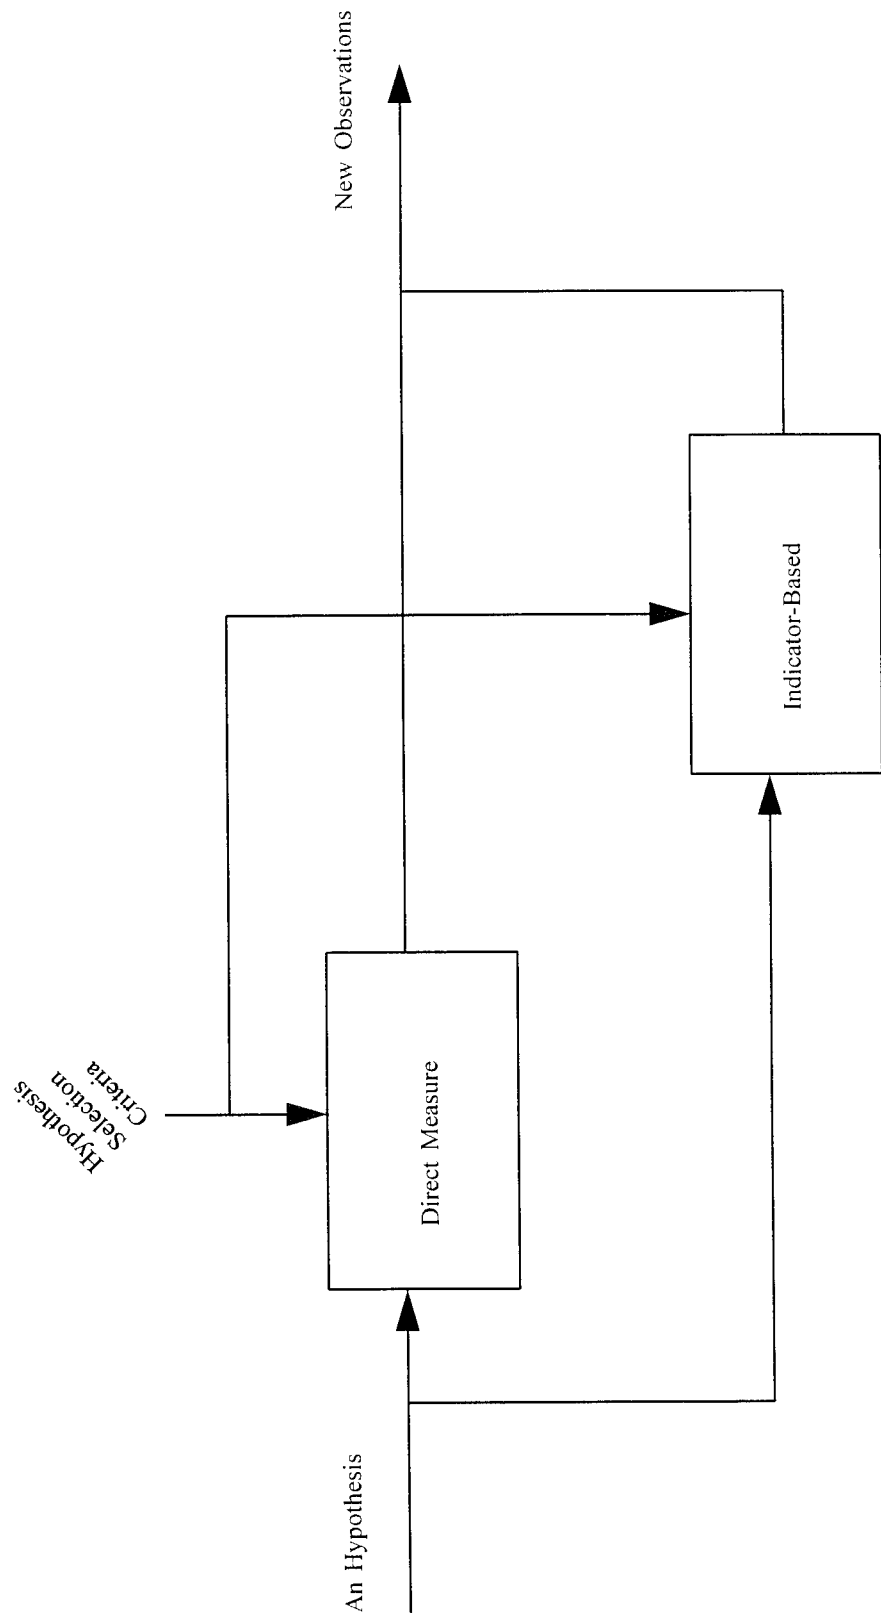 Hypothesis
Selection
Criteria
An Hypothesis
Direct Measure
Indicator-Based
New Observations